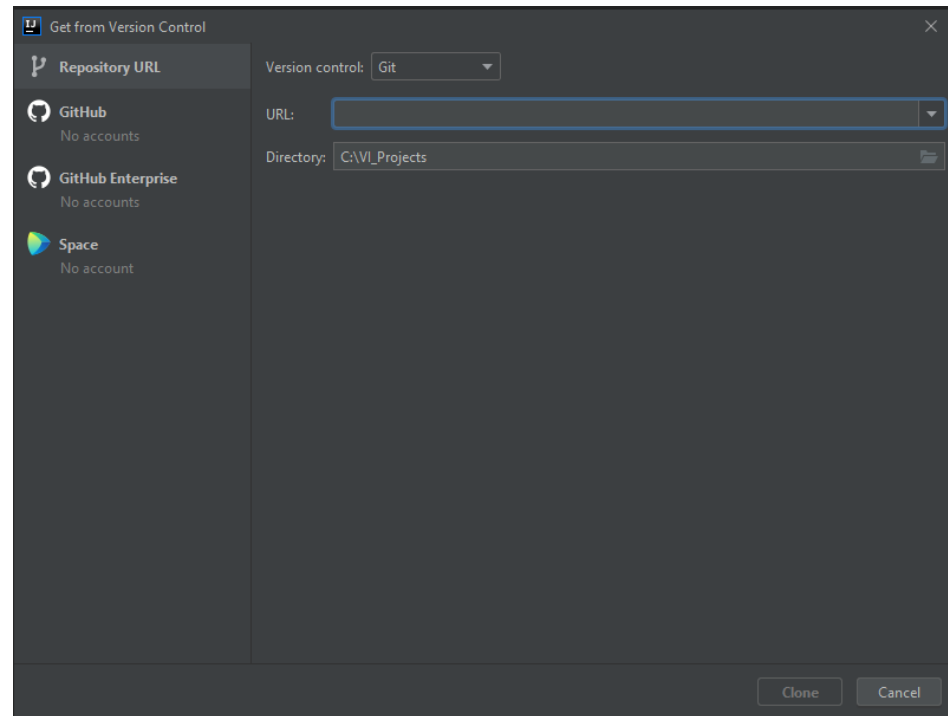 IJ
Get from Version Control
Repository URL
GitHub
No accounts
GitHub Enterprise
No accounts
Space
No account
Version control: Git
URL:
Directory: C:\VI_Projects
Clone
Cancel